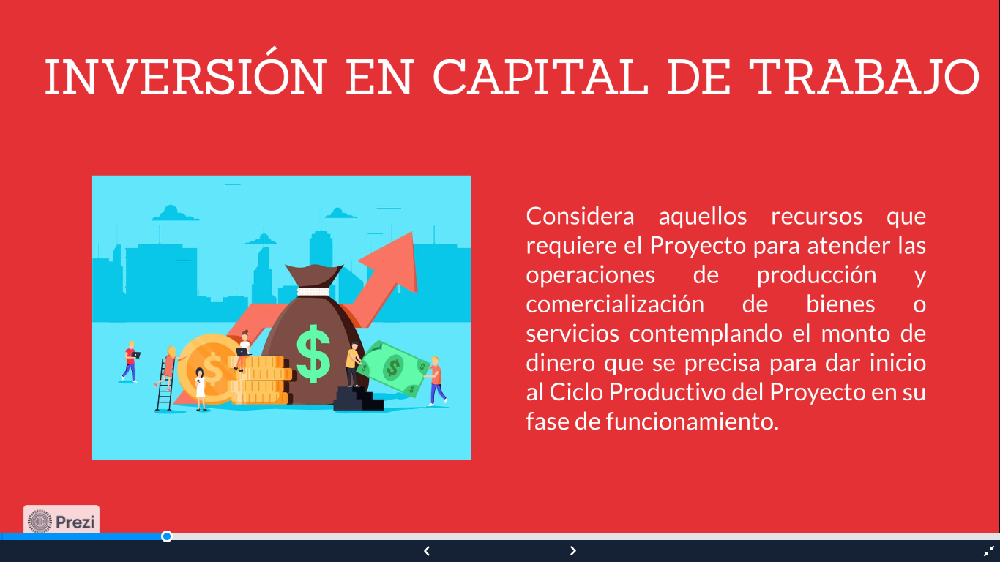 INVERSIÓN EN CAPITAL DE TRABAJO
Considera aquellos recursos que
requiere el Proyecto para atender las
operaciones de producción y
comercialización de bienes o
servicios contemplando el monto de
dinero que se precisa para dar inicio
al Ciclo Productivo del Proyecto en su
fase de funcionamiento.
$
$
$
$
$
Prezi